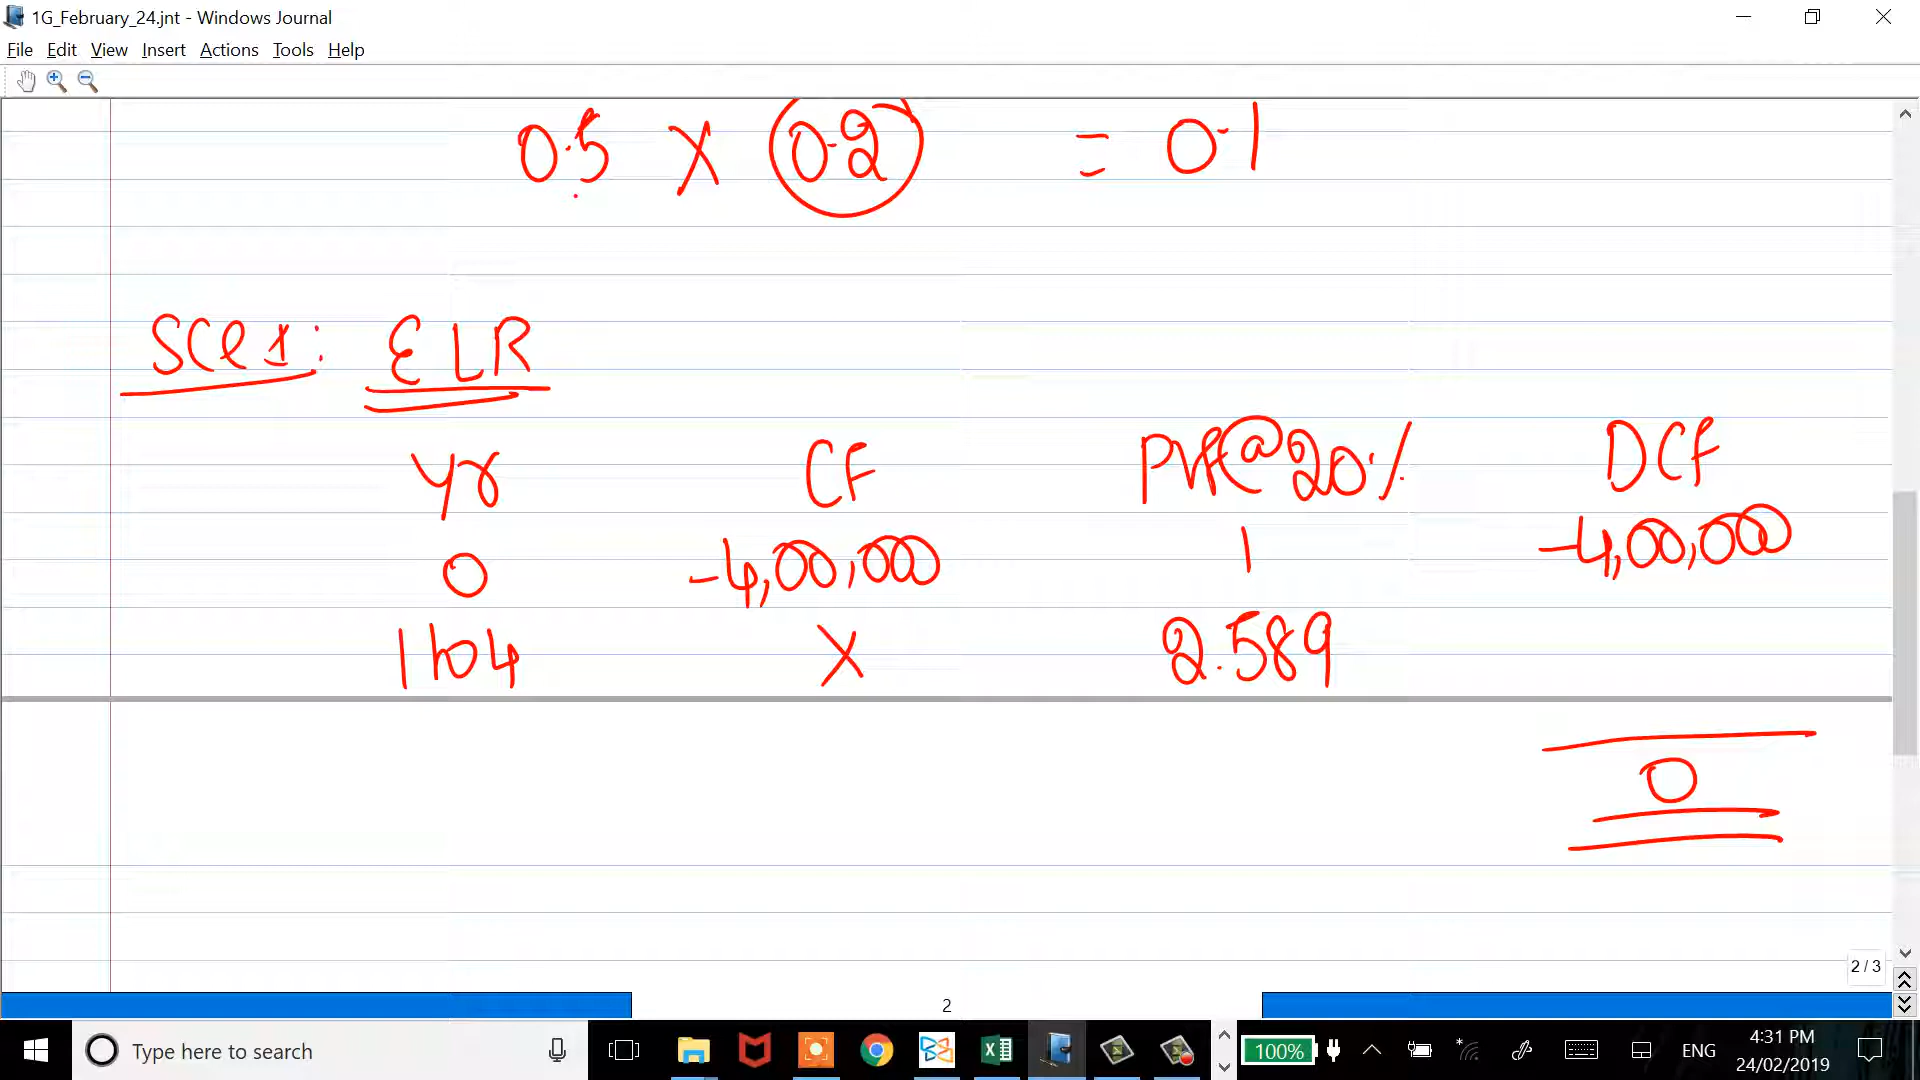 1G_February_24.jnt - Windows Journal
File Edit View Insert Actions Tools Help
0.5 X 0.2 = 0.1
SCe 1: ELR
Yr CF PVf@20% DCf
0 -4,00,000 1 -4,00,000
1 to 4 X 2.589
0
2 / 3
2
Type here to search
100%
ENG
4:31 PM
24/02/2019